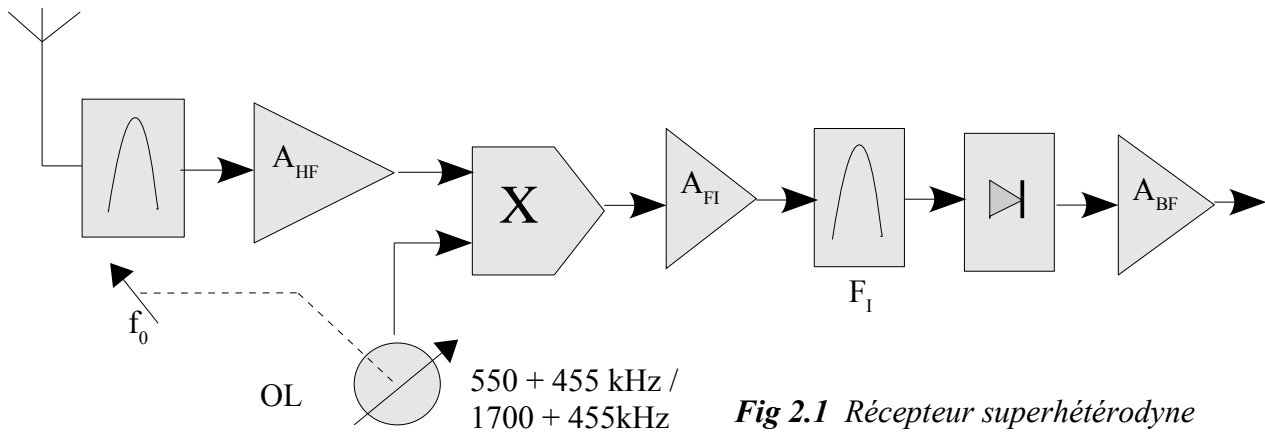 A_HF
X
A_FI
A_BF
F_I
f_0
OL
550 + 455 kHz /
1700 + 455kHz
Fig 2.1 Récepteur superhétérodyne